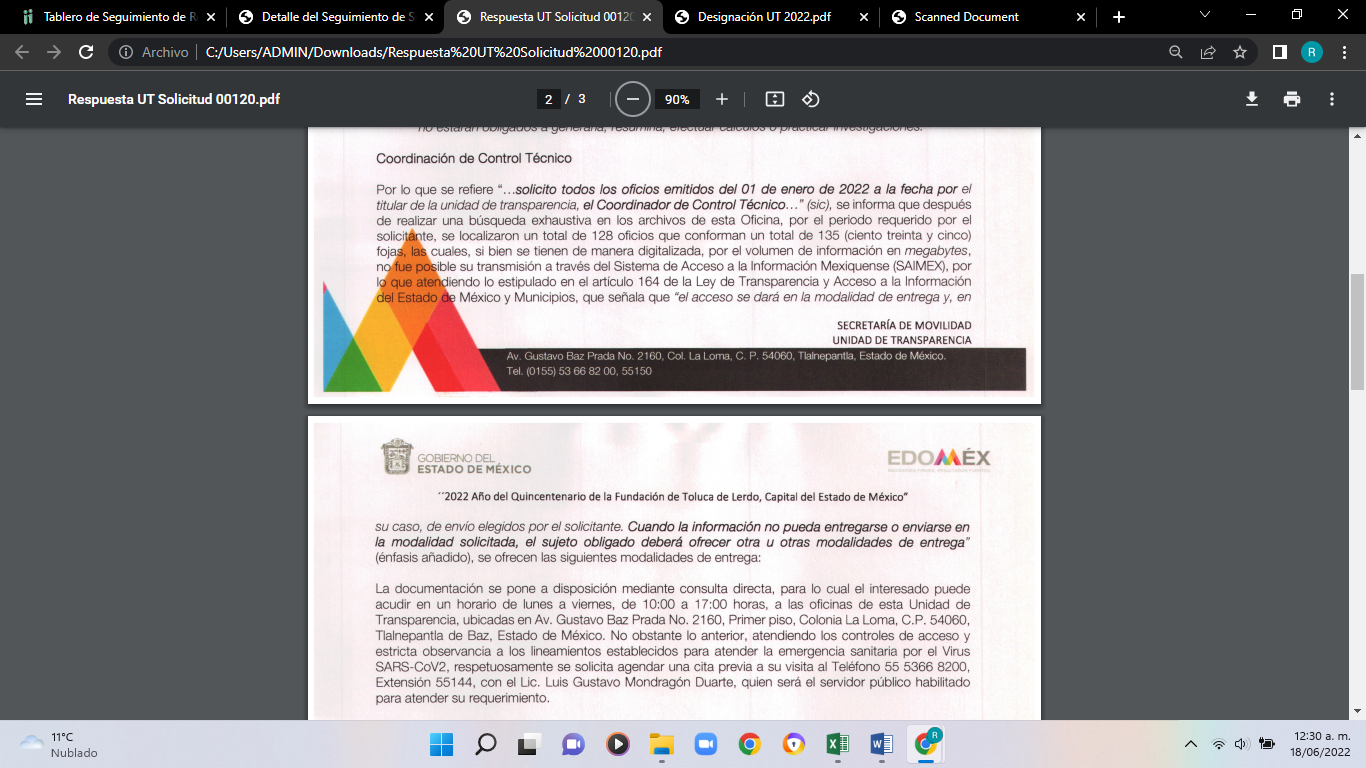 Tablero de Seguimiento de R
Detalle del Seguimiento de S
Respuesta UT Solicitud 00120
Designación UT 2022.pdf
Scanned Document
Archivo
C:/Users/ADMIN/Downloads/Respuesta%20UT%20Solicitud%2000120.pdf
R
Respuesta UT Solicitud 00120.pdf
2 / 3
90%
no estarán obligados a generarla, resumirla, efectuar cálculos o practicar investigaciones.
Coordinación de Control Técnico
Por lo que se refiere “…solicito todos los oficios emitidos del 01 de enero de 2022 a la fecha por el
titular de la unidad de transparencia, el Coordinador de Control Técnico…” (sic), se informa que después
de realizar una búsqueda exhaustiva en los archivos de esta Oficina, por el periodo requerido por el
solicitante, se localizaron un total de 128 oficios que conforman un total de 135 (ciento treinta y cinco)
fojas, las cuales, si bien se tienen de manera digitalizada, por el volumen de información en megabytes,
no fue posible su transmisión a través del Sistema de Acceso a la Información Mexiquense (SAIMEX), por
lo que atendiendo lo estipulado en el artículo 164 de la Ley de Transparencia y Acceso a la Información
del Estado de México y Municipios, que señala que “el acceso se dará en la modalidad de entrega y, en
SECRETARÍA DE MOVILIDAD
UNIDAD DE TRANSPARENCIA
Av. Gustavo Baz Prada No. 2160, Col. La Loma, C. P. 54060, Tlalnepantla, Estado de México.
Tel. (0155) 53 66 82 00, 55150
GOBIERNO DEL
ESTADO DE MÉXICO
EDOMÉX
DECISIONES FIRMES, RESULTADOS FUERTES.
´´2022 Año del Quincentenario de la Fundación de Toluca de Lerdo, Capital del Estado de México”
su caso, de envío elegidos por el solicitante. Cuando la información no pueda entregarse o enviarse en
la modalidad solicitada, el sujeto obligado deberá ofrecer otra u otras modalidades de entrega”
(énfasis añadido), se ofrecen las siguientes modalidades de entrega:
La documentación se pone a disposición mediante consulta directa, para lo cual el interesado puede
acudir en un horario de lunes a viernes, de 10:00 a 17:00 horas, a las oficinas de esta Unidad de
Transparencia, ubicadas en Av. Gustavo Baz Prada No. 2160, Primer piso, Colonia La Loma, C.P. 54060,
Tlalnepantla de Baz, Estado de México. No obstante lo anterior, atendiendo los controles de acceso y
estricta observancia a los lineamientos establecidos para atender la emergencia sanitaria por el Virus
SARS-CoV2, respetuosamente se solicita agendar una cita previa a su visita al Teléfono 55 5366 8200,
Extensión 55144, con el Lic. Luis Gustavo Mondragón Duarte, quien será el servidor público habilitado
para atender su requerimiento.
11°C
Nublado
R
12:30 a. m.
18/06/2022